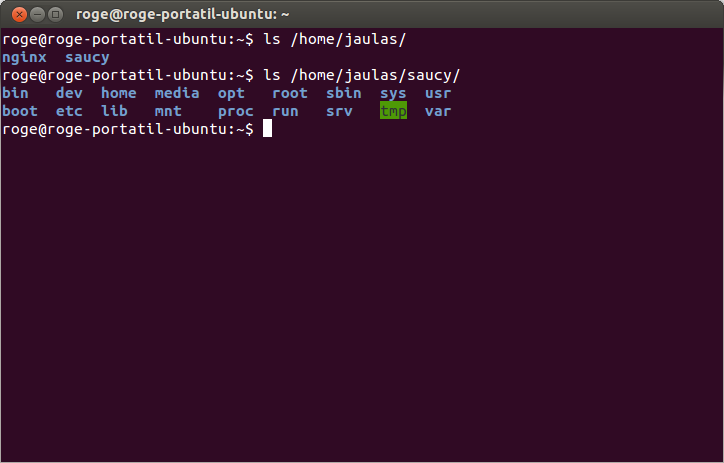 roge@roge-portatil-ubuntu: ~
roge@roge-portatil-ubuntu:~$ ls /home/jaulas/
nginx  saucy
roge@roge-portatil-ubuntu:~$ ls /home/jaulas/saucy/
bin   dev  home  media  opt   root  sbin  sys  usr
boot  etc  lib   mnt    proc  run   srv   tmp  var
roge@roge-portatil-ubuntu:~$